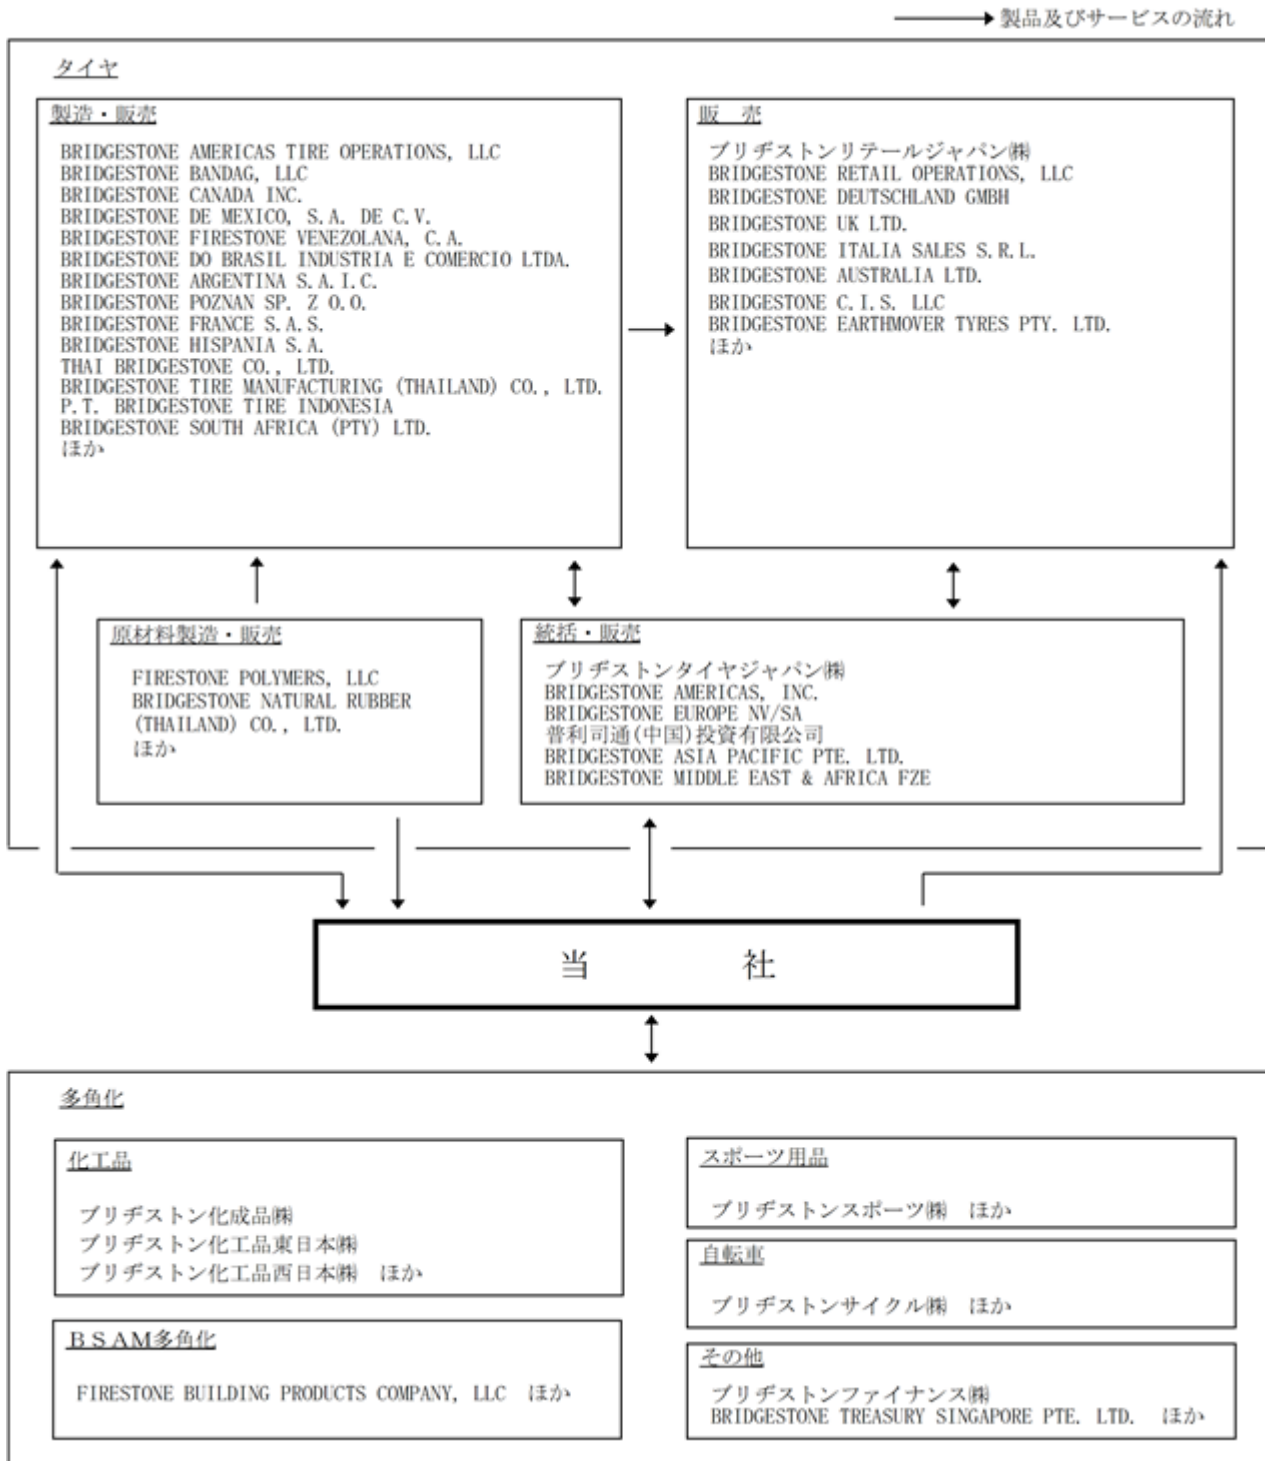 製品及びサービスの流れ
タイヤ
製造・販売
BRIDGESTONE AMERICAS TIRE OPERATIONS, LLC
BRIDGESTONE BANDAG, LLC
BRIDGESTONE CANADA INC.
BRIDGESTONE DE MEXICO, S.A. DE C.V.
BRIDGESTONE FIRESTONE VENEZOLANA, C.A.
BRIDGESTONE DO BRASIL INDUSTRIA E COMERCIO LTDA.
BRIDGESTONE ARGENTINA S.A.I.C.
BRIDGESTONE POZNAN SP. Z O.O.
BRIDGESTONE FRANCE S.A.S.
BRIDGESTONE HISPANIA S.A.
THAI BRIDGESTONE CO., LTD.
BRIDGESTONE TIRE MANUFACTURING (THAILAND) CO., LTD.
P.T. BRIDGESTONE TIRE INDONESIA
BRIDGESTONE SOUTH AFRICA (PTY) LTD.
ほか
販　売
ブリヂストンリテールジャパン㈱
BRIDGESTONE RETAIL OPERATIONS, LLC
BRIDGESTONE DEUTSCHLAND GMBH
BRIDGESTONE UK LTD.
BRIDGESTONE ITALIA SALES S.R.L.
BRIDGESTONE AUSTRALIA LTD.
BRIDGESTONE C.I.S. LLC
BRIDGESTONE EARTHMOVER TYRES PTY. LTD.
ほか
原材料製造・販売
FIRESTONE POLYMERS, LLC
BRIDGESTONE NATURAL RUBBER
(THAILAND) CO., LTD.
ほか
統括・販売
ブリヂストンタイヤジャパン㈱
BRIDGESTONE AMERICAS, INC.
BRIDGESTONE EUROPE NV/SA
普利司通(中国)投資有限公司
BRIDGESTONE ASIA PACIFIC PTE. LTD.
BRIDGESTONE MIDDLE EAST & AFRICA FZE
当　社
多角化
化工品
ブリヂストン化成品㈱
ブリヂストン化工品東日本㈱
ブリヂストン化工品西日本㈱　ほか
ＢＳＡＭ多角化
FIRESTONE BUILDING PRODUCTS COMPANY, LLC　ほか
スポーツ用品
ブリヂストンスポーツ㈱　ほか
自転車
ブリヂストンサイクル㈱　ほか
その他
ブリヂストンファイナンス㈱
BRIDGESTONE TREASURY SINGAPORE PTE. LTD.　ほか